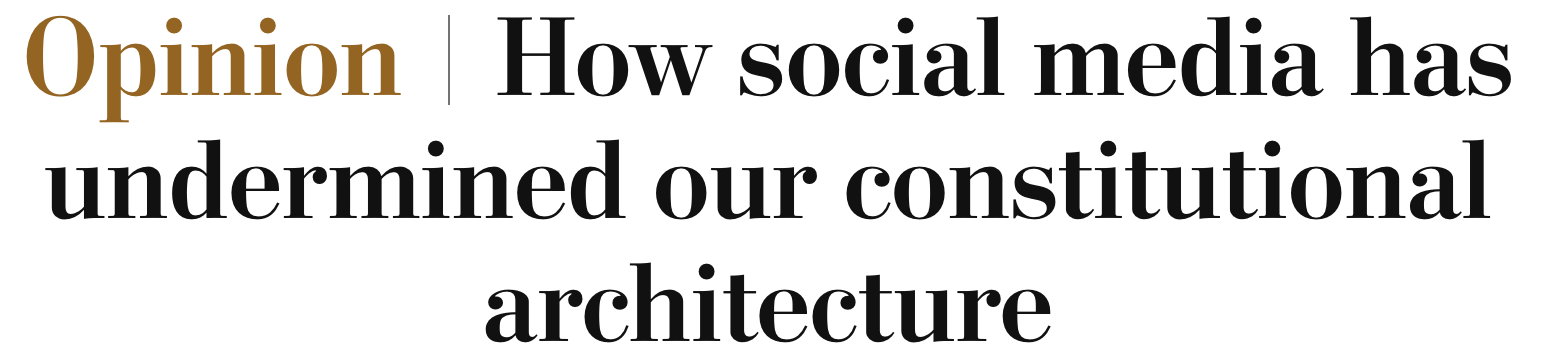 Opinion | How social media has
undermined our constitutional
architecture